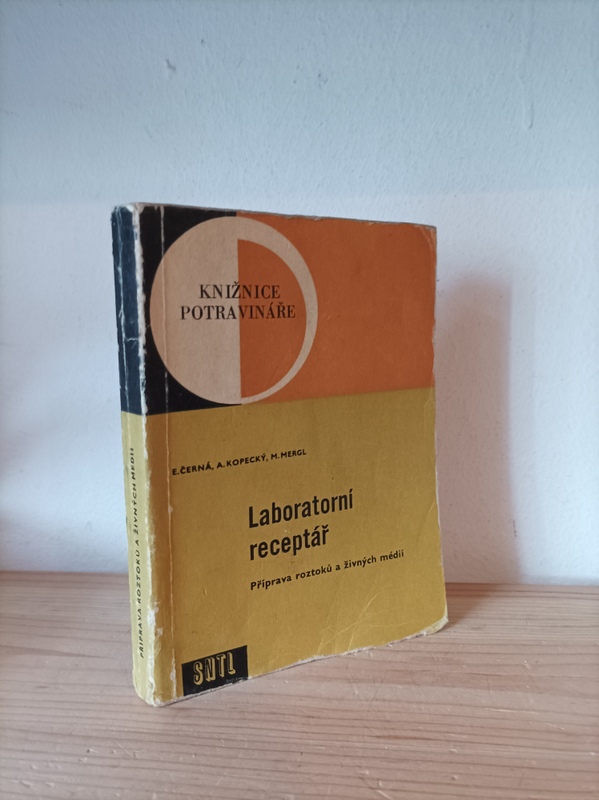 KNIŽNICE
POTRAVINÁŘE
E.ČERNÁ, A.KOPECKÝ, M.MERGL
Laboratorní
receptář
Příprava roztoků a živných médií
SNTL
PŘÍPRAVA ROZTOKŮ A ŽIVNÝCH MÉDIÍ